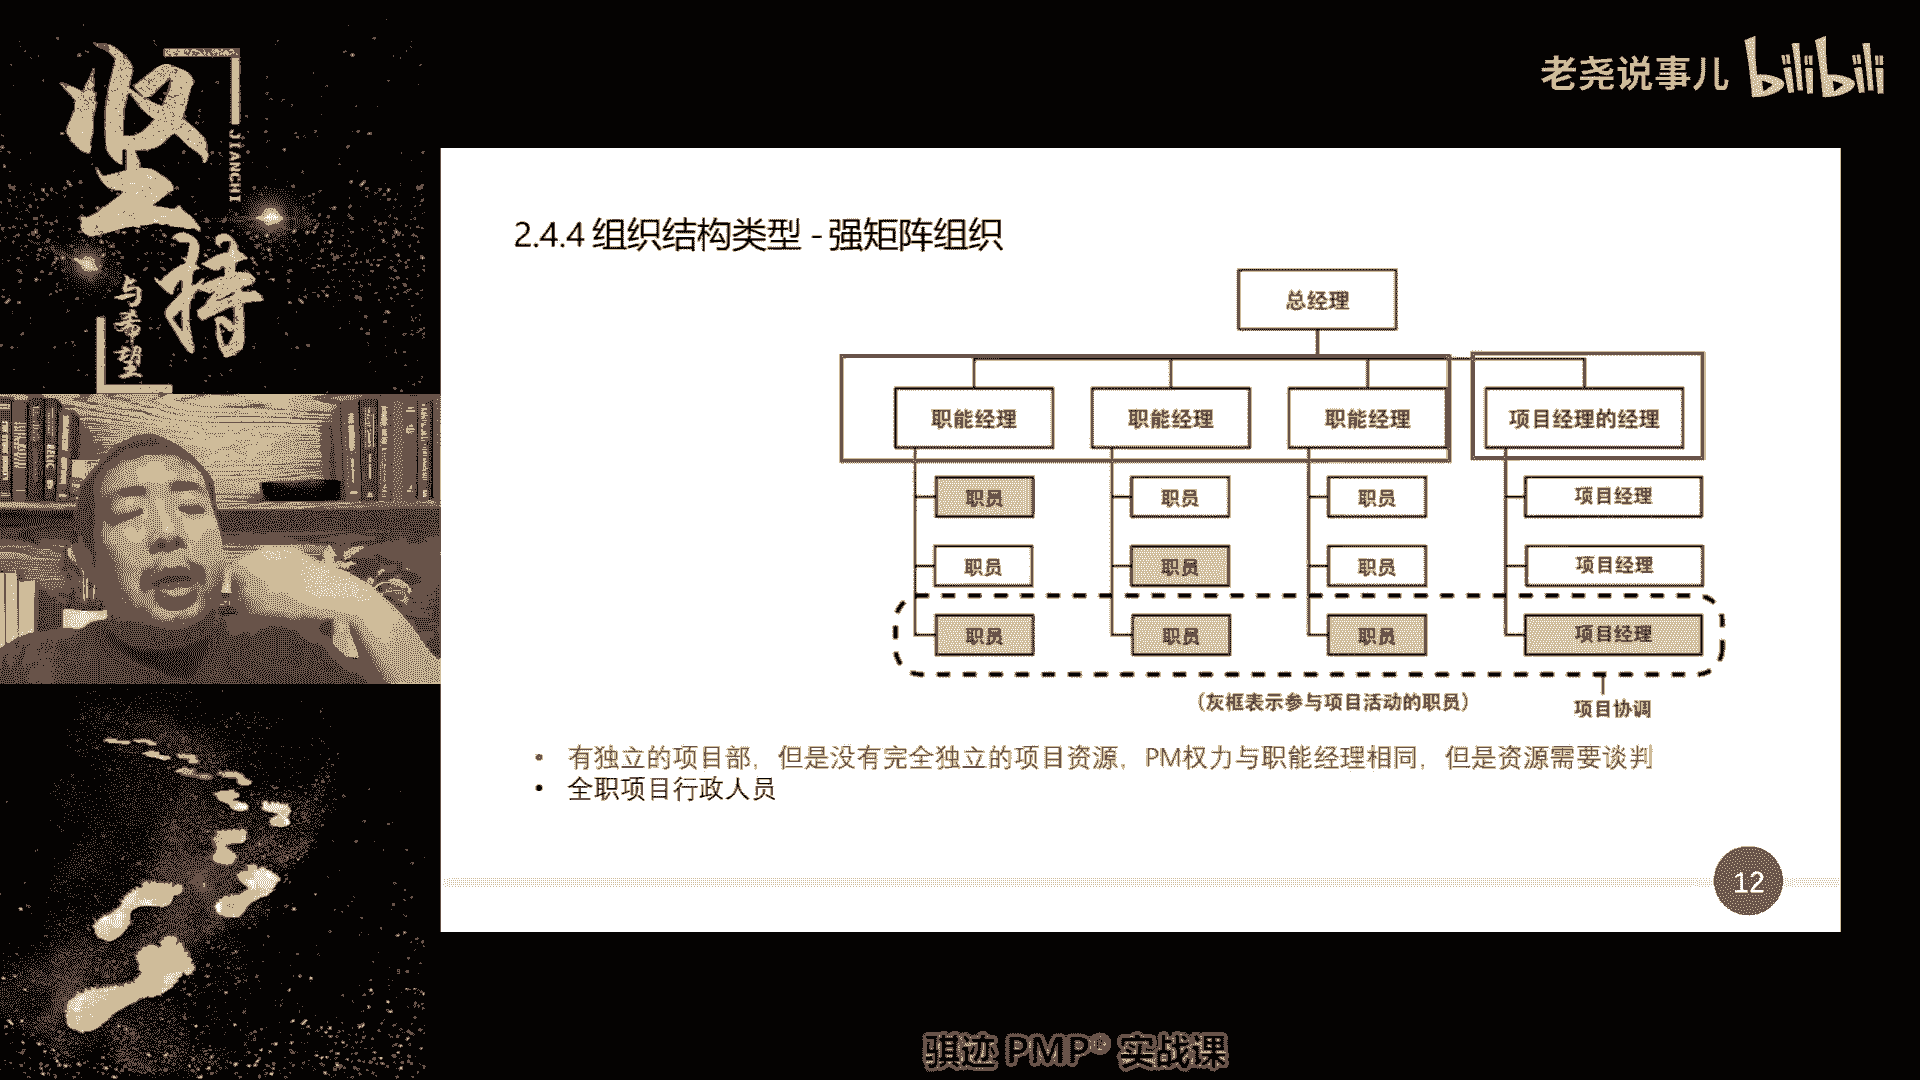 坚持
JIANCHI
与希望
老尧说事儿 bilibili
2.4.4 组织结构类型 - 强矩阵组织
总经理
职能经理 职能经理 职能经理 项目经理的经理
职员 职员 职员 项目经理
职员 职员 职员 项目经理
职员 职员 职员 项目经理
(灰框表示参与项目活动的职员)
项目协调
• 有独立的项目部，但是没有完全独立的项目资源，PM权力与职能经理相同，但是资源需要谈判
• 全职项目行政人员
12
骐迹 PMP® 实战课